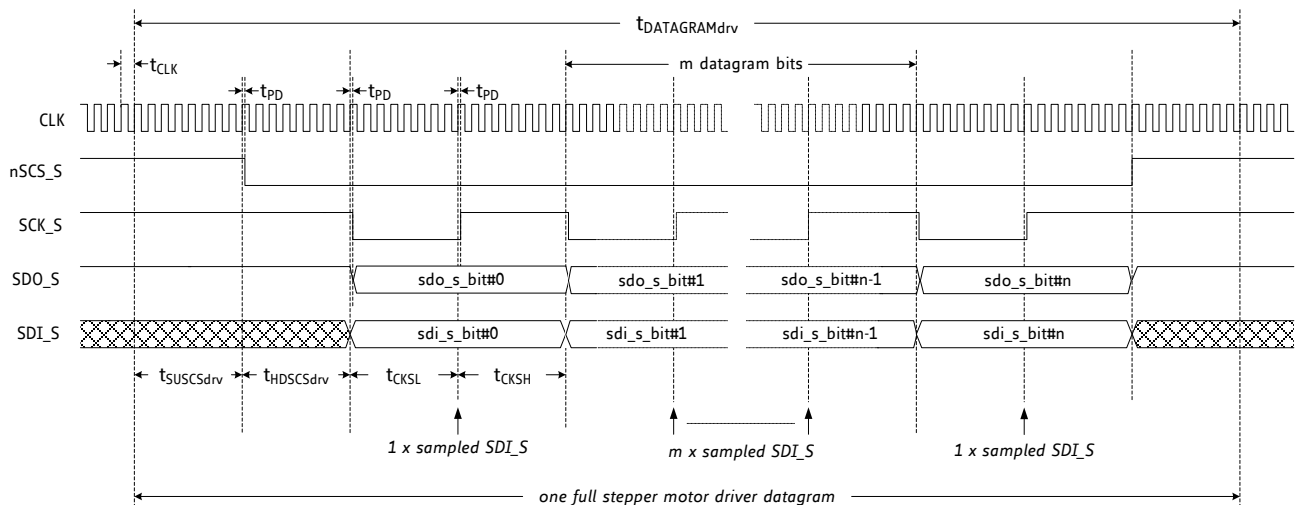 tDATAGRAMdrv
tCLK
m datagram bits
tPD tPD tPD
CLK
nSCS_S
SCK_S
SDO_S sdo_s_bit#0 sdo_s_bit#1 sdo_s_bit#n-1 sdo_s_bit#n
SDI_S sdi_s_bit#0 sdi_s_bit#1 sdi_s_bit#n-1 sdi_s_bit#n
tSUSCSdrv tHDSCSdrv tCKSL tCKSH
1 x sampled SDI_S m x sampled SDI_S 1 x sampled SDI_S
one full stepper motor driver datagram